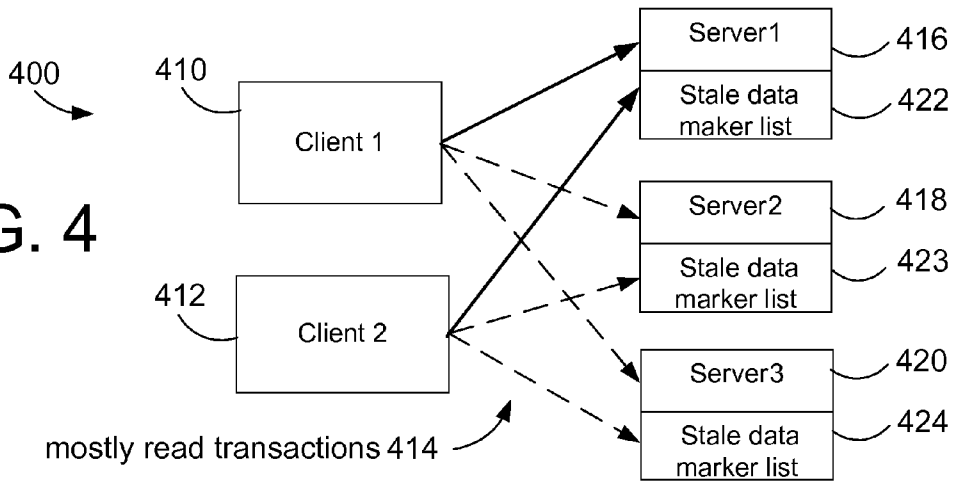 400
410
Client 1
Server1
416
Stale data
maker list
422
Server2
418
Stale data
marker list
423
G. 4
412
Client 2
Server3
420
Stale data
marker list
424
mostly read transactions 414